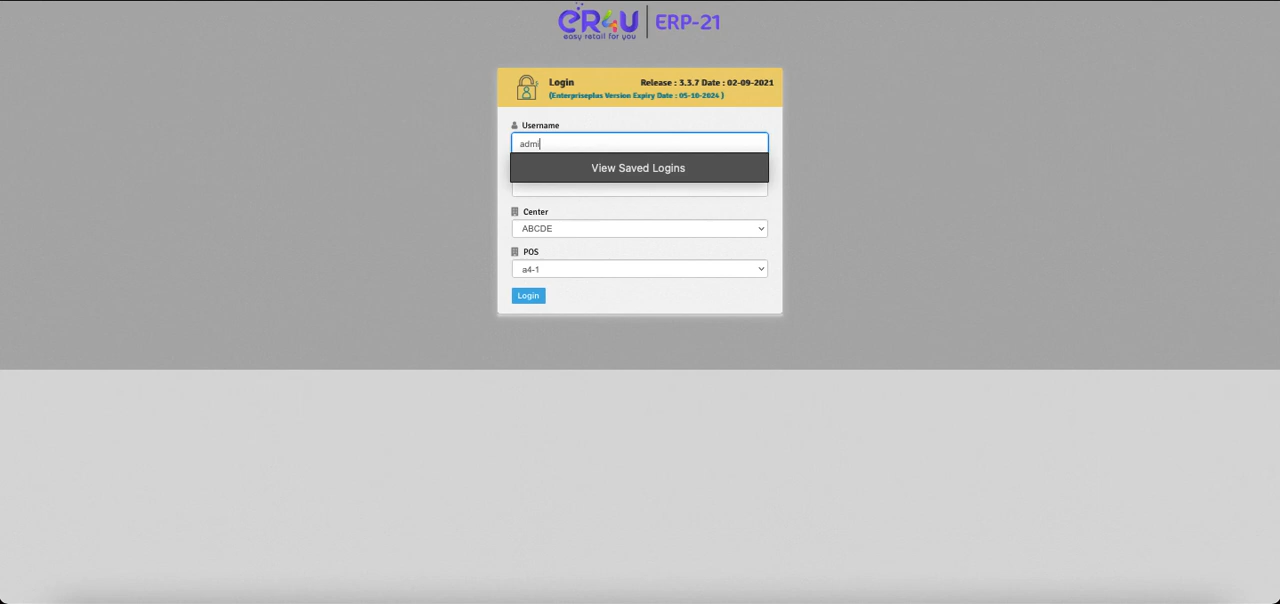 eR4U | ERP-21
easy retail for you
Login Release : 3.3.7 Date : 02-09-2021
(Enterpriseplus Version Expiry Date : 05-10-2024 )
Username
admi
View Saved Logins
Center
ABCDE
POS
a4-1
Login